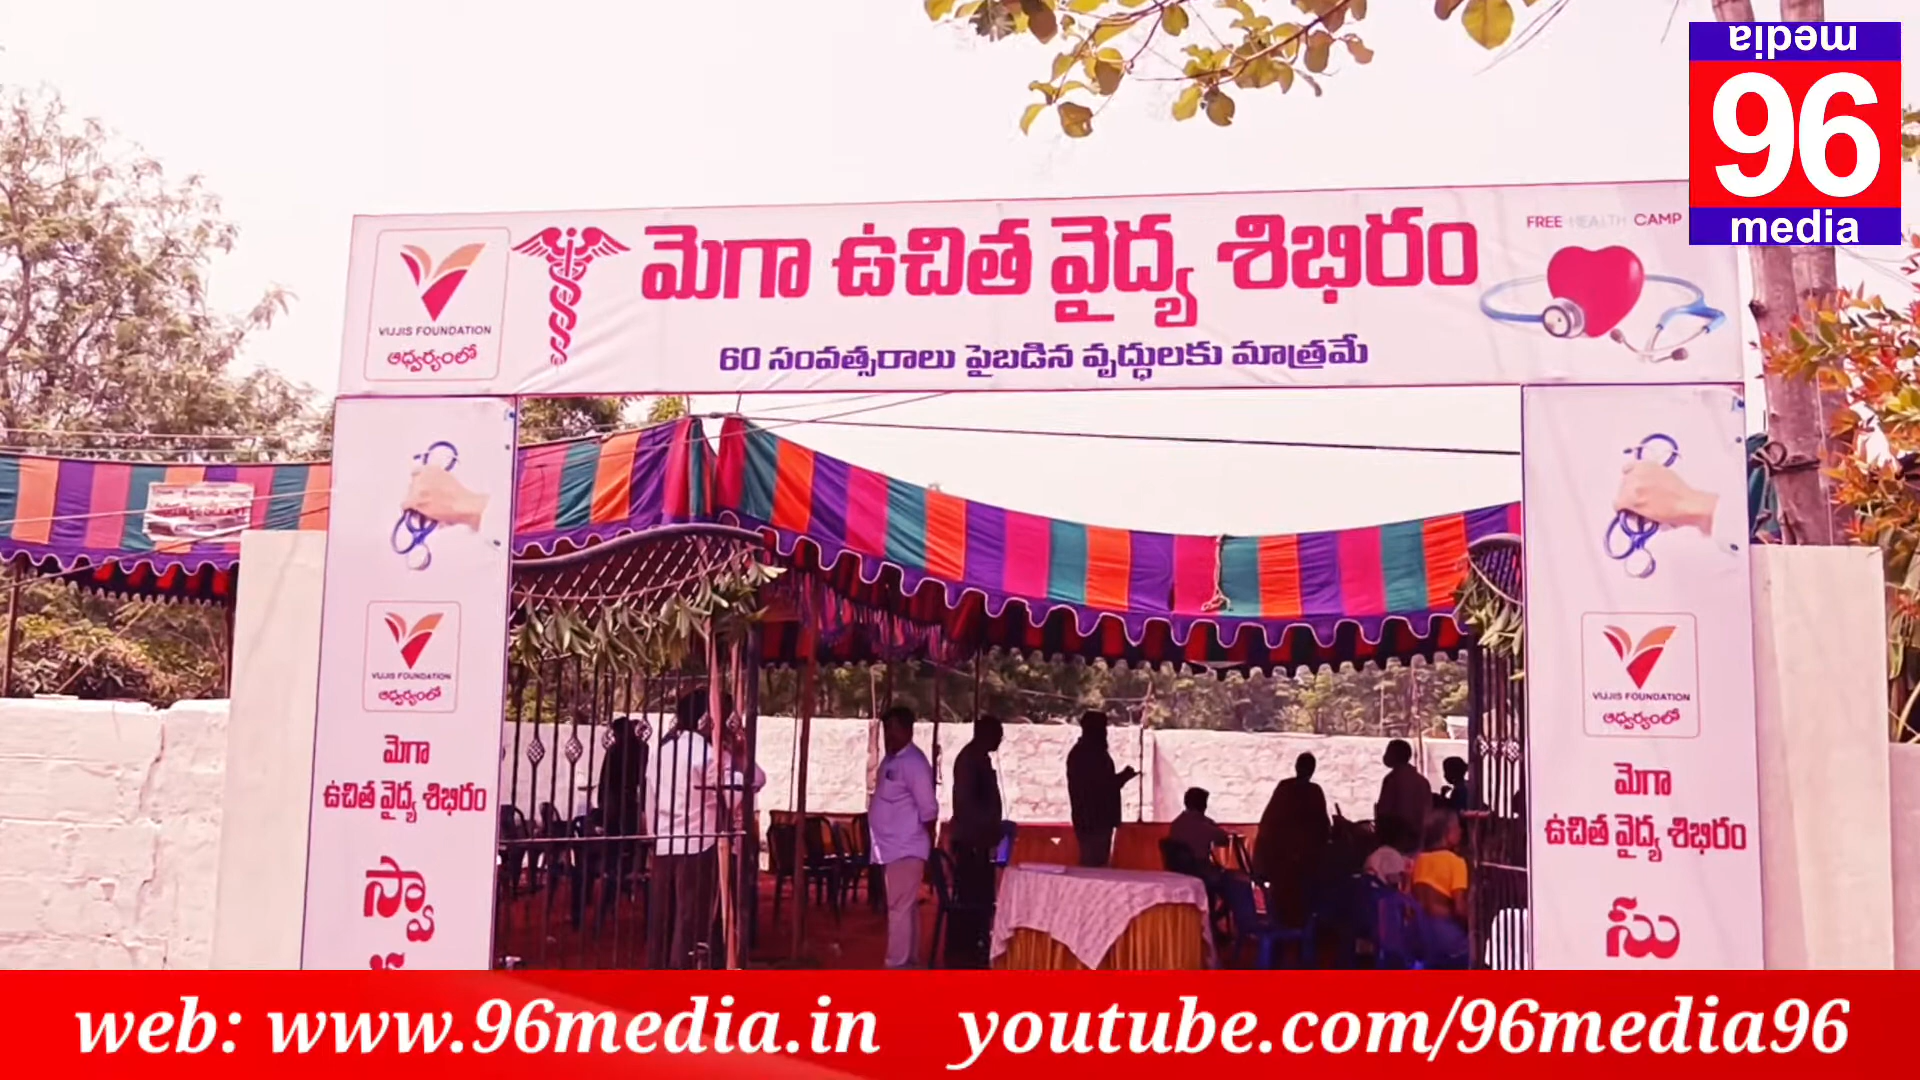 media
96
media
FREE HEALTH CAMP
మెగా ఉచిత వైద్య శిభిరం
60 సంవత్సరాలు పైబడిన వృద్ధులకు మాత్రమే
VIJJIS FOUNDATION
ఆధ్వర్యంలో
VIJJIS FOUNDATION
ఆధ్వర్యంలో
మెగా
ఉచిత వైద్య శిభిరం
స్వా
VIJJIS FOUNDATION
ఆధ్వర్యంలో
మెగా
ఉచిత వైద్య శిభిరం
సు
web: www.96media.in youtube.com/96media96